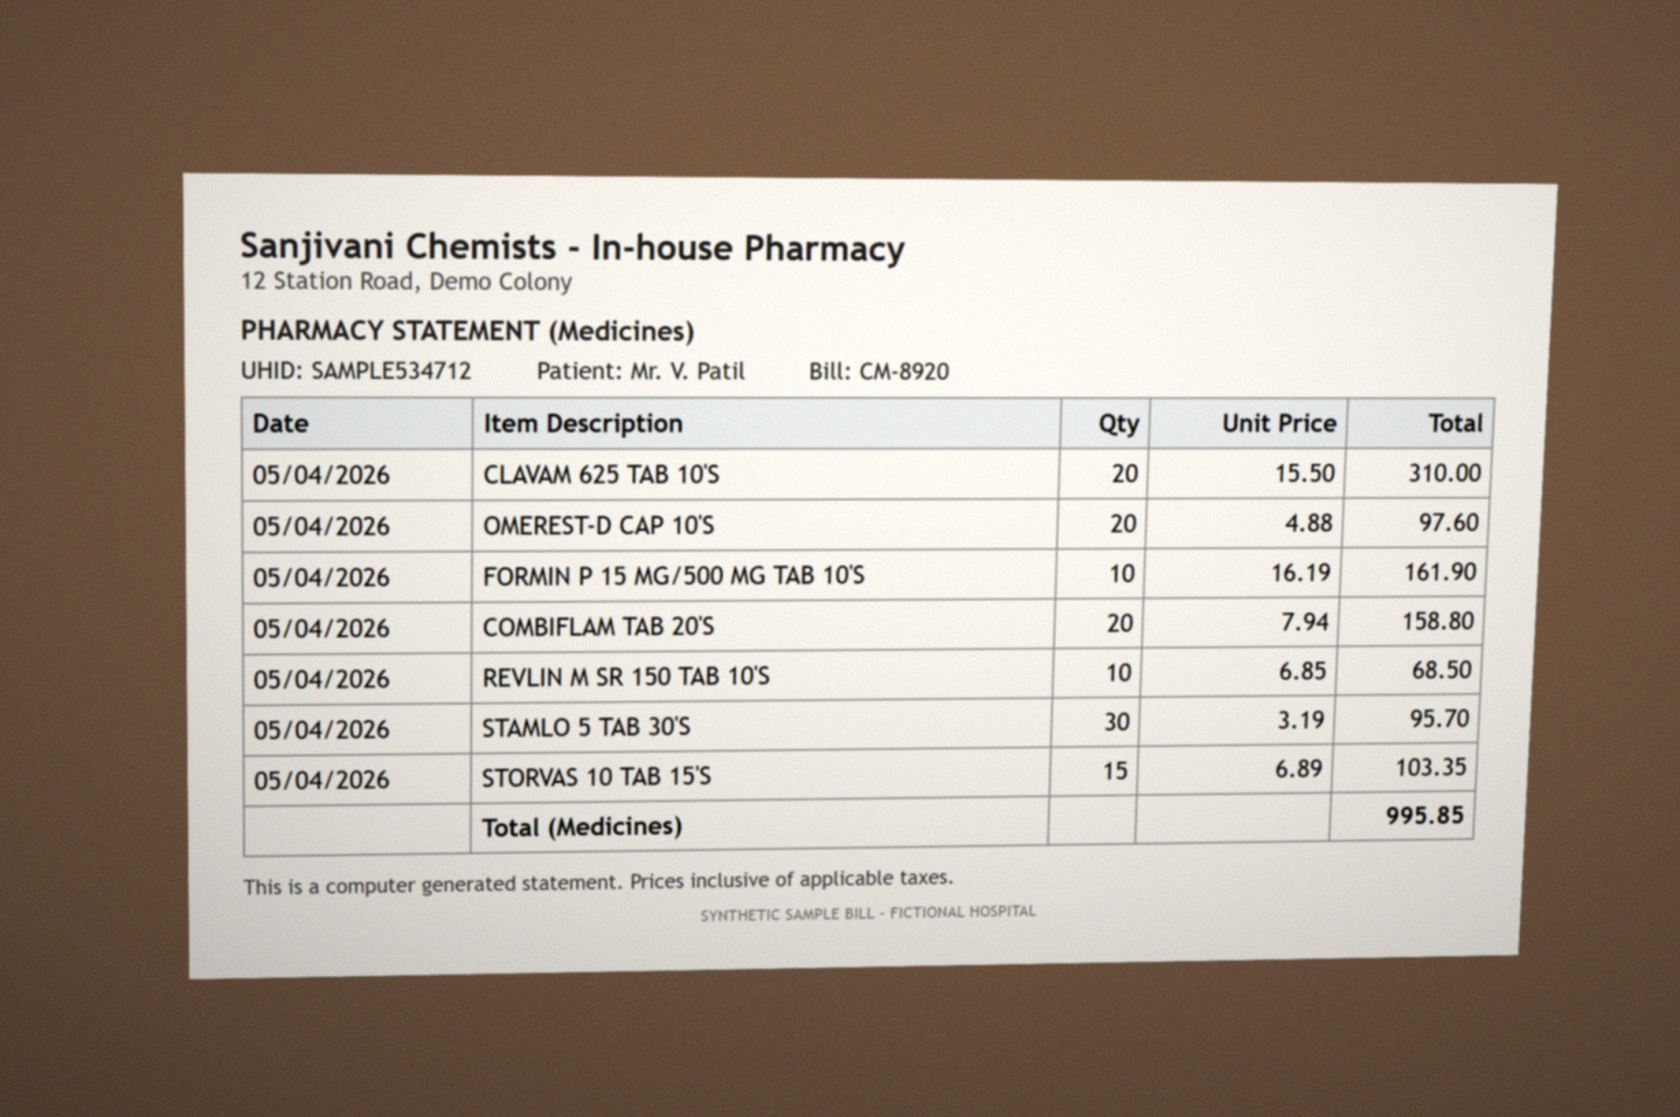 Sanjivani Chemists - In-house Pharmacy
12 Station Road, Demo Colony
PHARMACY STATEMENT (Medicines)
UHID: SAMPLE534712 Patient: Mr. V. Patil Bill: CM-8920
Date Item Description Qty Unit Price Total
05/04/2026 CLAVAM 625 TAB 10'S 20 15.50 310.00
05/04/2026 OMEREST-D CAP 10'S 20 4.88 97.60
05/04/2026 FORMIN P 15 MG/500 MG TAB 10'S 10 16.19 161.90
05/04/2026 COMBIFLAM TAB 20'S 20 7.94 158.80
05/04/2026 REVLIN M SR 150 TAB 10'S 10 6.85 68.50
05/04/2026 STAMLO 5 TAB 30'S 30 3.19 95.70
05/04/2026 STORVAS 10 TAB 15'S 15 6.89 103.35
Total (Medicines) 995.85
This is a computer generated statement. Prices inclusive of applicable taxes.
SYNTHETIC SAMPLE BILL - FICTIONAL HOSPITAL